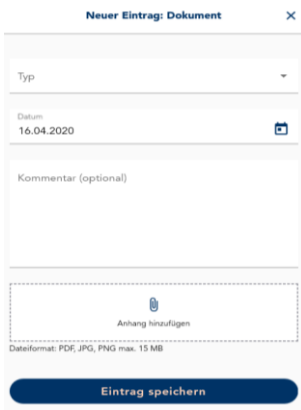 Neuer Eintrag: Dokument
Typ
Datum
16.04.2020
Kommentar (optional)
Anhang hinzufügen
Dateiformat: PDF, JPG, PNG max. 15 MB
Eintrag speichern